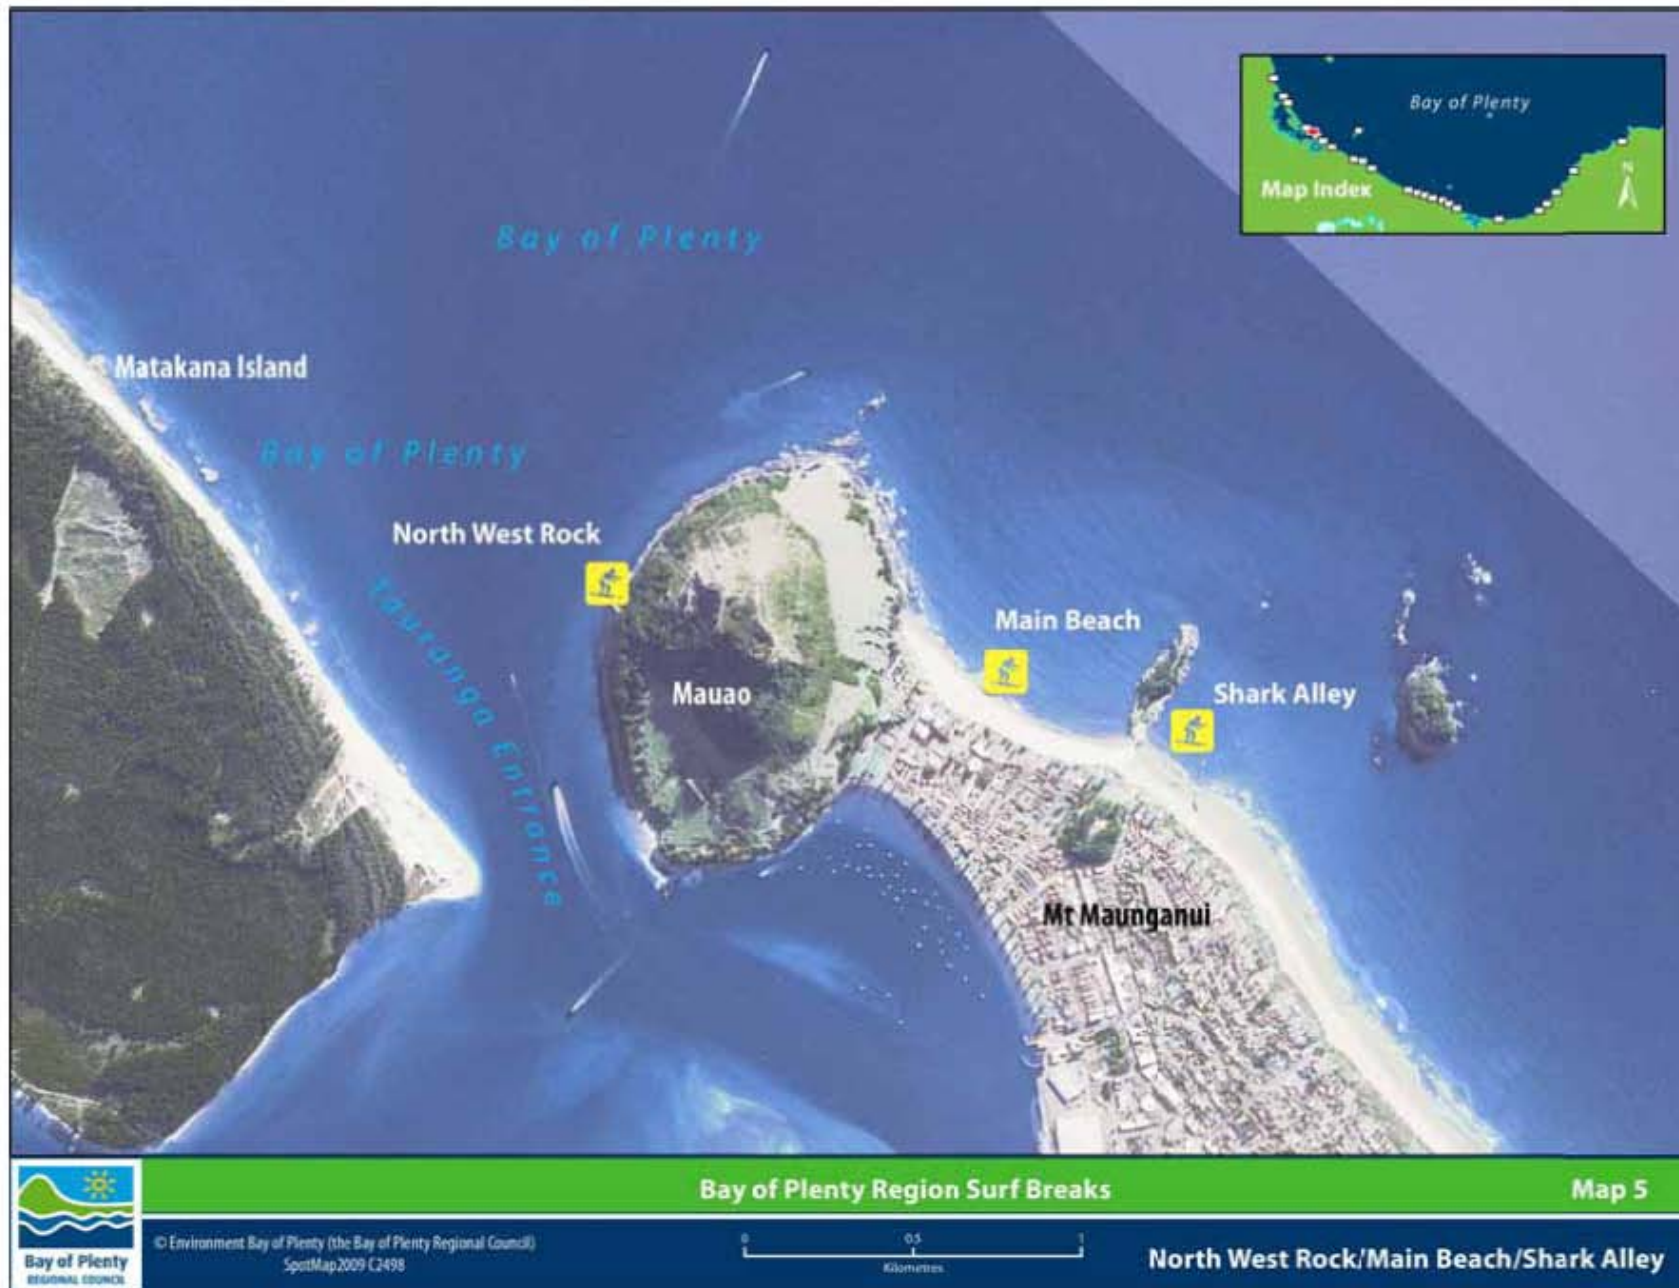 Bay of Plenty
Map Index
N
Bay of Plenty
Matakana Island
Bay of Plenty
North West Rock
Tauranga Entrance
Main Beach
Mauao
Shark Alley
Mt Maunganui
Bay of Plenty Region Surf Breaks
Map 5
Bay of Plenty
REGIONAL COUNCIL
© Environment Bay of Plenty (the Bay of Plenty Regional Council)
SpotMap2009 C2498
0 0.5 1
Kilometres
North West Rock/Main Beach/Shark Alley